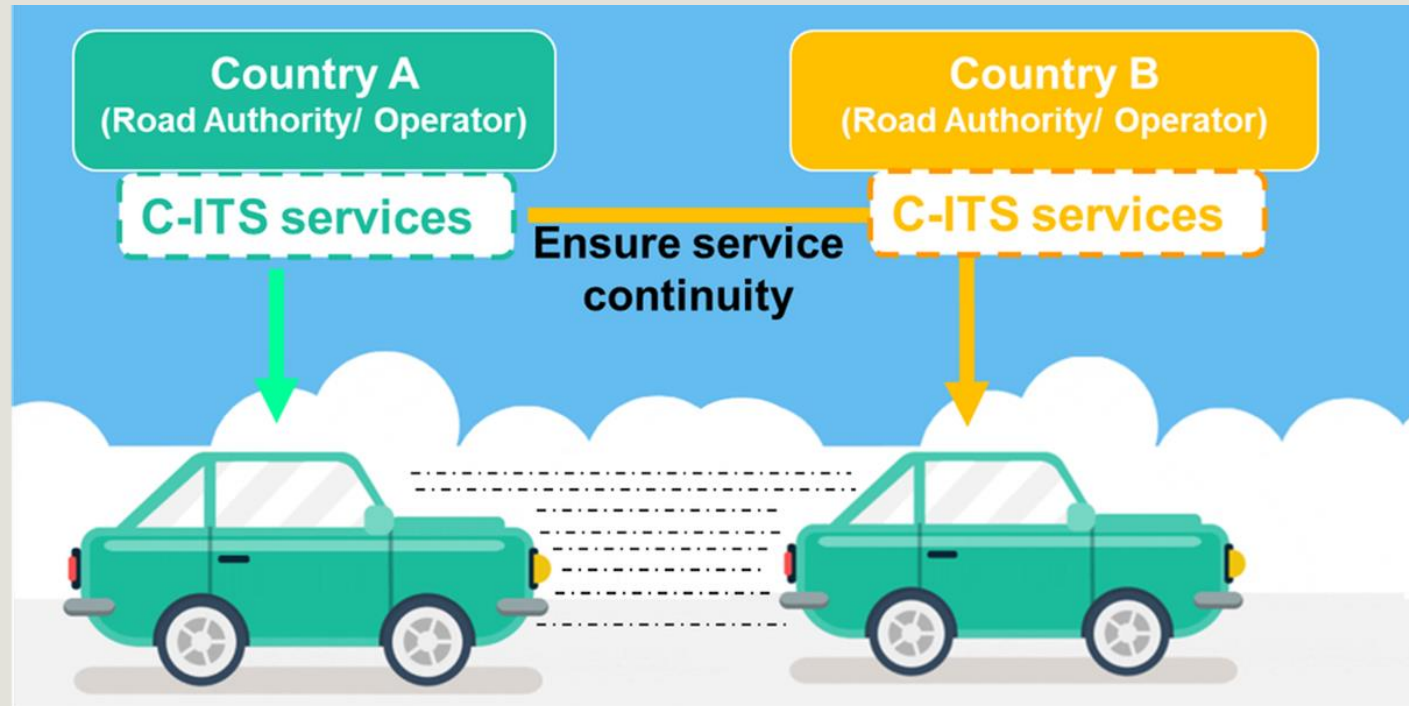 Country A
(Road Authority/ Operator)
C-ITS services
Country B
(Road Authority/ Operator)
C-ITS services
Ensure service
continuity